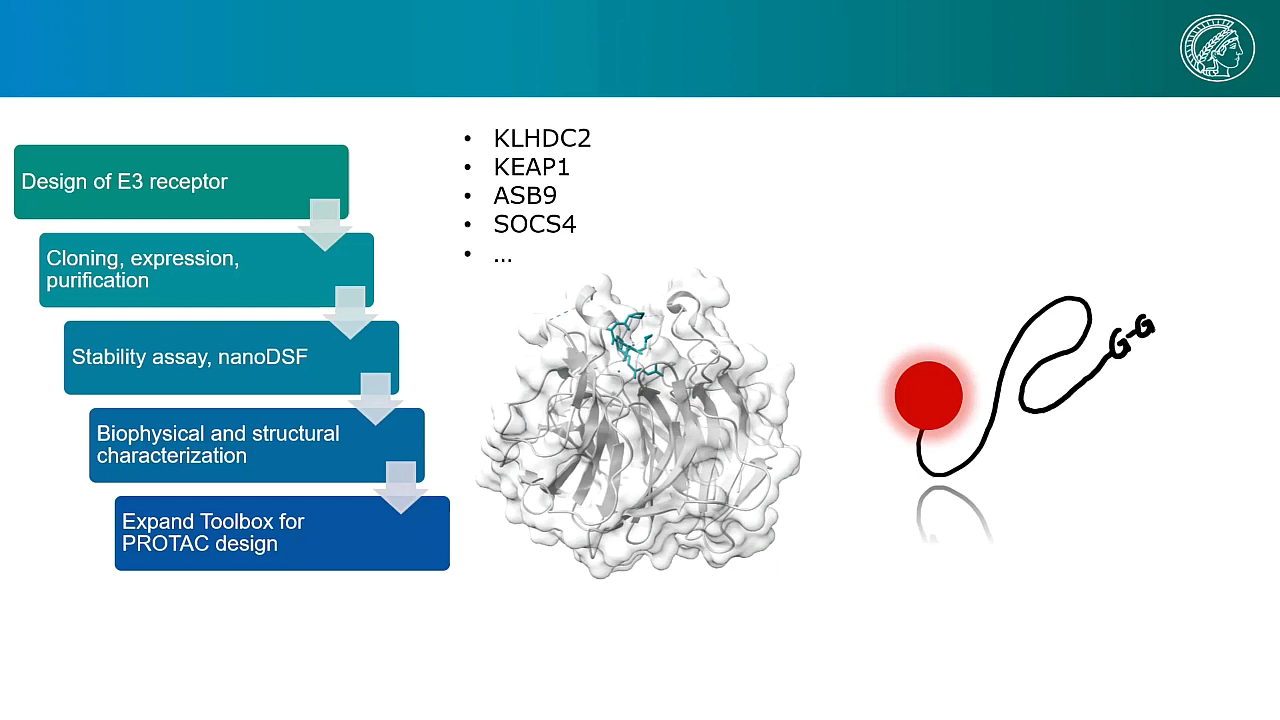 Design of E3 receptor
Cloning, expression,
purification
Stability assay, nanoDSF
Biophysical and structural
characterization
Expand Toolbox for
PROTAC design
• KLHDC2
• KEAP1
• ASB9
• SOCS4
• ...
G-G